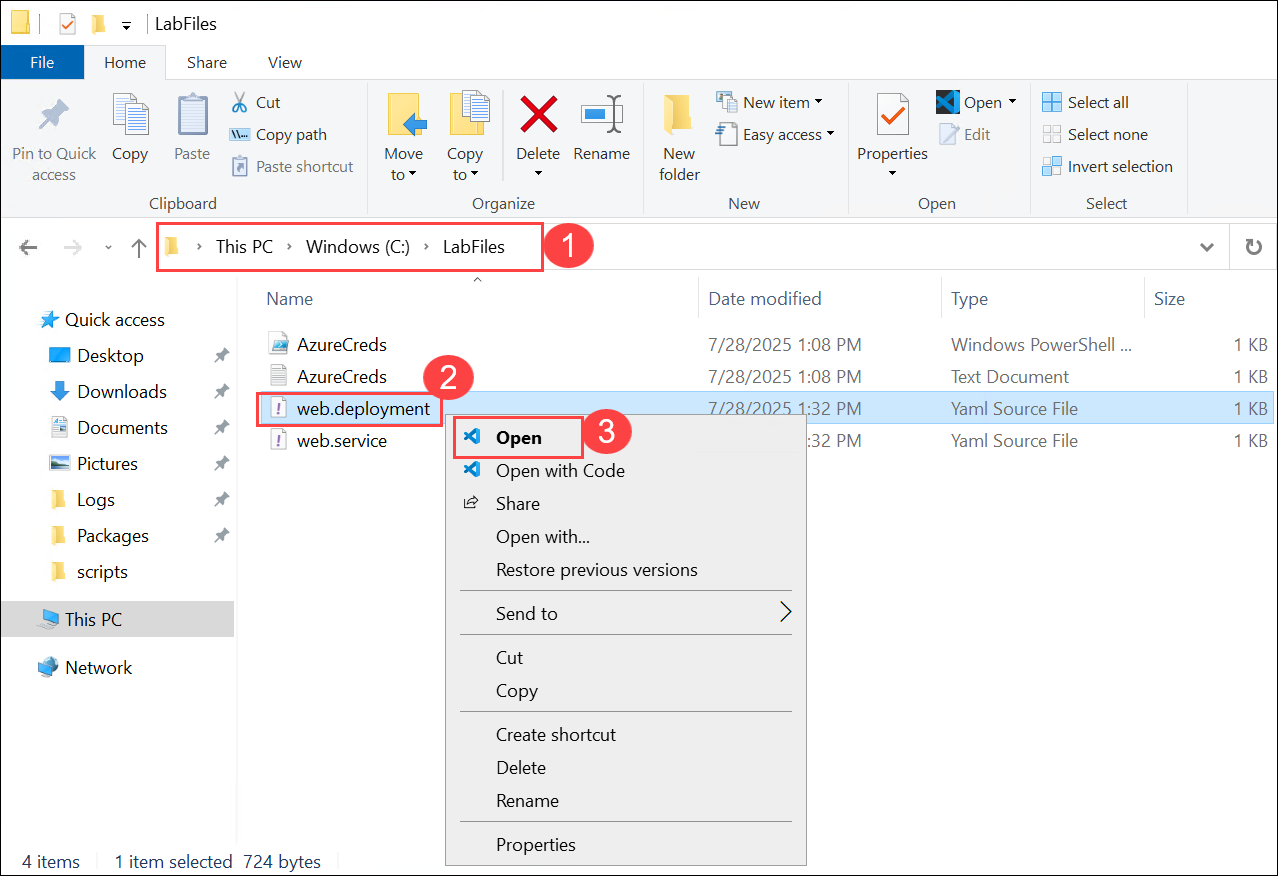 LabFiles
File Home Share View
Pin to Quick access
Copy
Paste
Cut
Copy path
Paste shortcut
Clipboard
Move to
Copy to
Delete
Rename
Organize
New folder
New item
Easy access
New
Properties
Open
Edit
Open
Select all
Select none
Invert selection
Select
This PC › Windows (C:) › LabFiles
1
Name Date modified Type Size
Quick access
Desktop
Downloads
Documents
Pictures
Logs
Packages
scripts
This PC
Network
AzureCreds 7/28/2025 1:08 PM Windows PowerShell ... 1 KB
AzureCreds 7/28/2025 1:08 PM Text Document 1 KB
2
web.deployment 7/28/2025 1:32 PM Yaml Source File 1 KB
web.service :32 PM Yaml Source File 1 KB
Open
3
Open with Code
Share
Open with...
Restore previous versions
Send to
Cut
Copy
Create shortcut
Delete
Rename
Properties
4 items 1 item selected 724 bytes